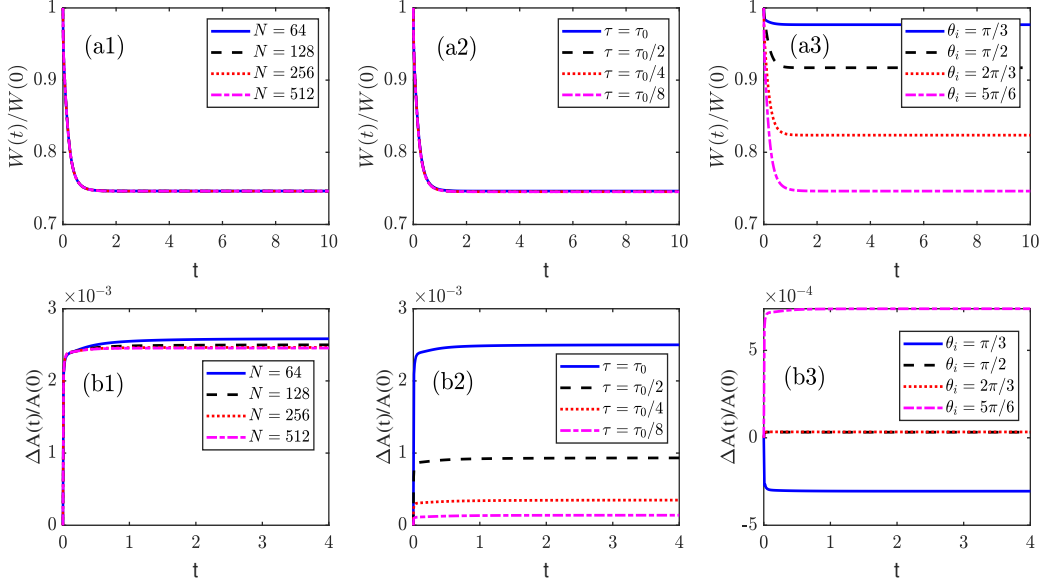 (a1)
N = 64
N = 128
N = 256
N = 512
W(t)/W(0)
1
0.9
0.8
0.7
0 2 4 6 8 10
t
(a2)
τ = τ₀
τ = τ₀/2
τ = τ₀/4
τ = τ₀/8
W(t)/W(0)
1
0.9
0.8
0.7
0 2 4 6 8 10
t
(a3)
θᵢ = π/3
θᵢ = π/2
θᵢ = 2π/3
θᵢ = 5π/6
W(t)/W(0)
1
0.9
0.8
0.7
0 2 4 6 8 10
t
×10⁻³
(b1)
N = 64
N = 128
N = 256
N = 512
ΔA(t)/A(0)
3
2
1
0
0 1 2 3 4
t
×10⁻³
(b2)
τ = τ₀
τ = τ₀/2
τ = τ₀/4
τ = τ₀/8
ΔA(t)/A(0)
3
2
1
0
0 1 2 3 4
t
×10⁻⁴
(b3)
θᵢ = π/3
θᵢ = π/2
θᵢ = 2π/3
θᵢ = 5π/6
ΔA(t)/A(0)
5
0
-5
0 1 2 3 4
t